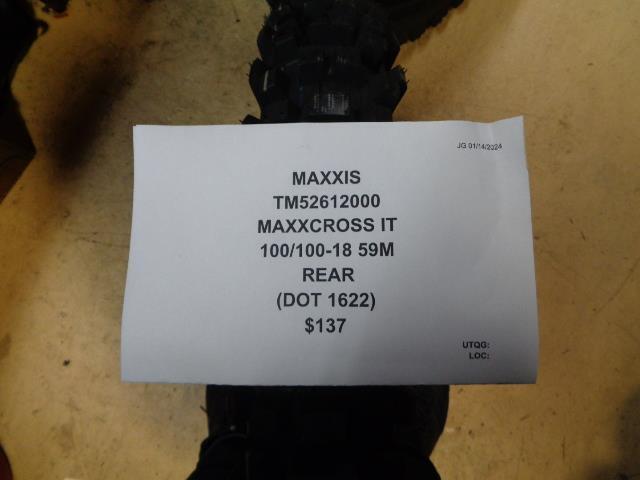 JG 01/14/2024
MAXXIS
TM52612000
MAXXCROSS IT
100/100-18 59M
REAR
(DOT 1622)
$137
UTQG:
LOC: